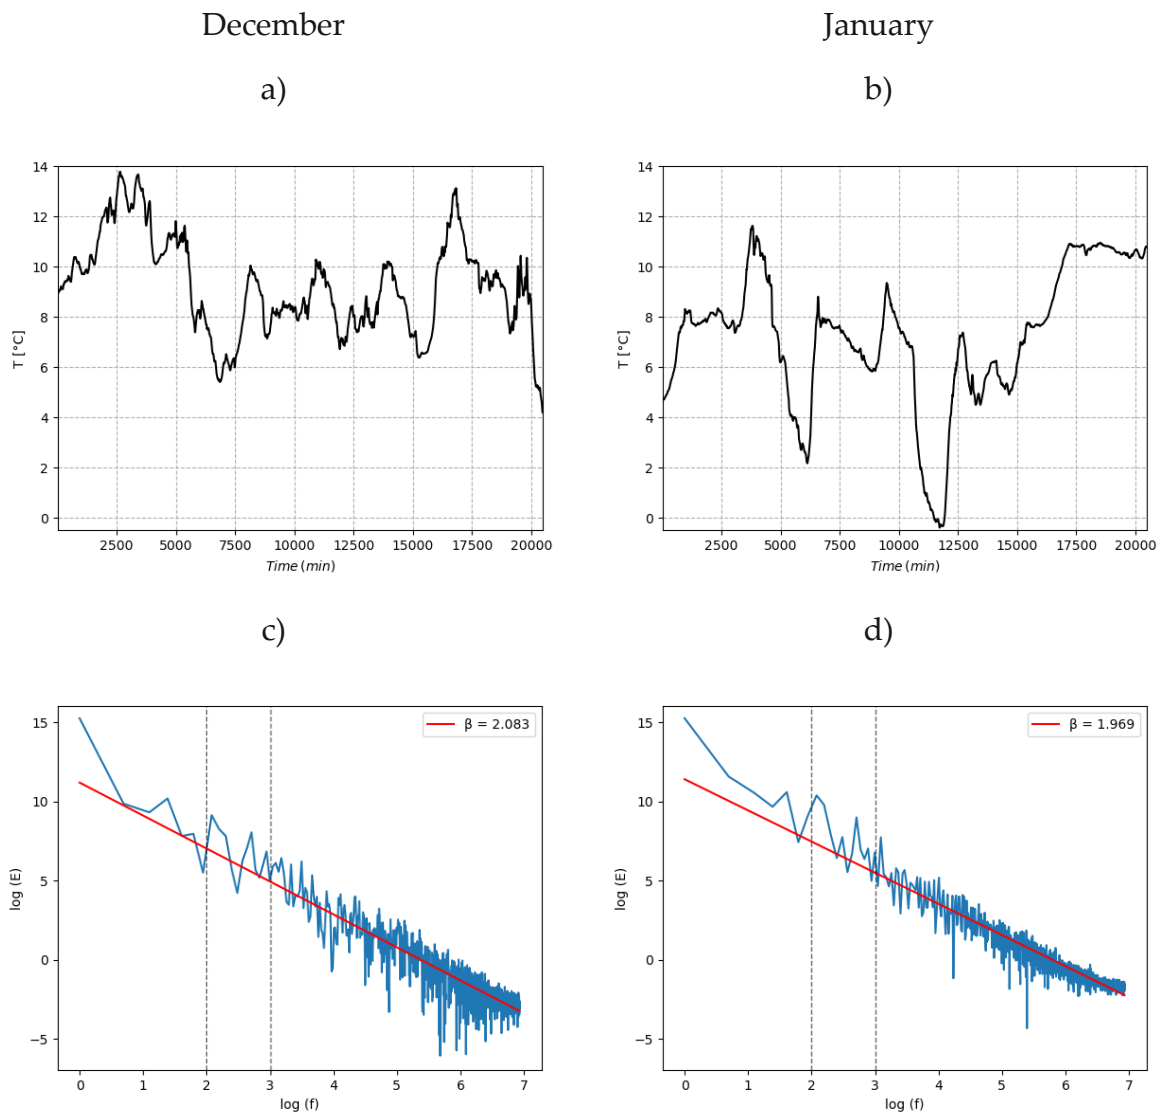 December
January
a)
b)
14
12
10
8
6
4
2
0
T [°C]
2500 5000 7500 10000 12500 15000 17500 20000
Time (min)
14
12
10
8
6
4
2
0
T [°C]
2500 5000 7500 10000 12500 15000 17500 20000
Time (min)
c)
d)
β = 2.083
15
10
5
0
−5
log (E)
0 1 2 3 4 5 6 7
log (f)
β = 1.969
15
10
5
0
−5
log (E)
0 1 2 3 4 5 6 7
log (f)